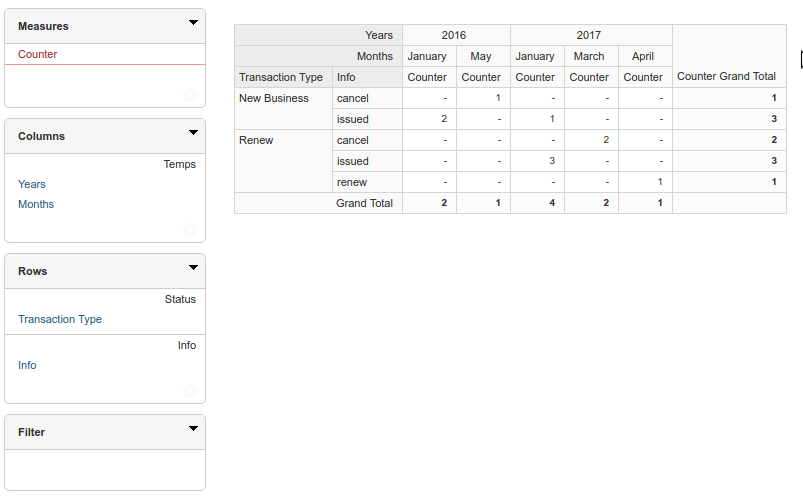 Measures
Counter
Columns
Temps
Years
Months
Rows
Status
Transaction Type
Info
Info
Filter
Years 2016 2017
Months January May January March April
Transaction Type Info Counter Counter Counter Counter Counter Counter Grand Total
New Business cancel - 1 - - - 1
issued 2 - 1 - - 3
Renew cancel - - - 2 - 2
issued - - 3 - - 3
renew - - - - 1 1
Grand Total 2 1 4 2 1